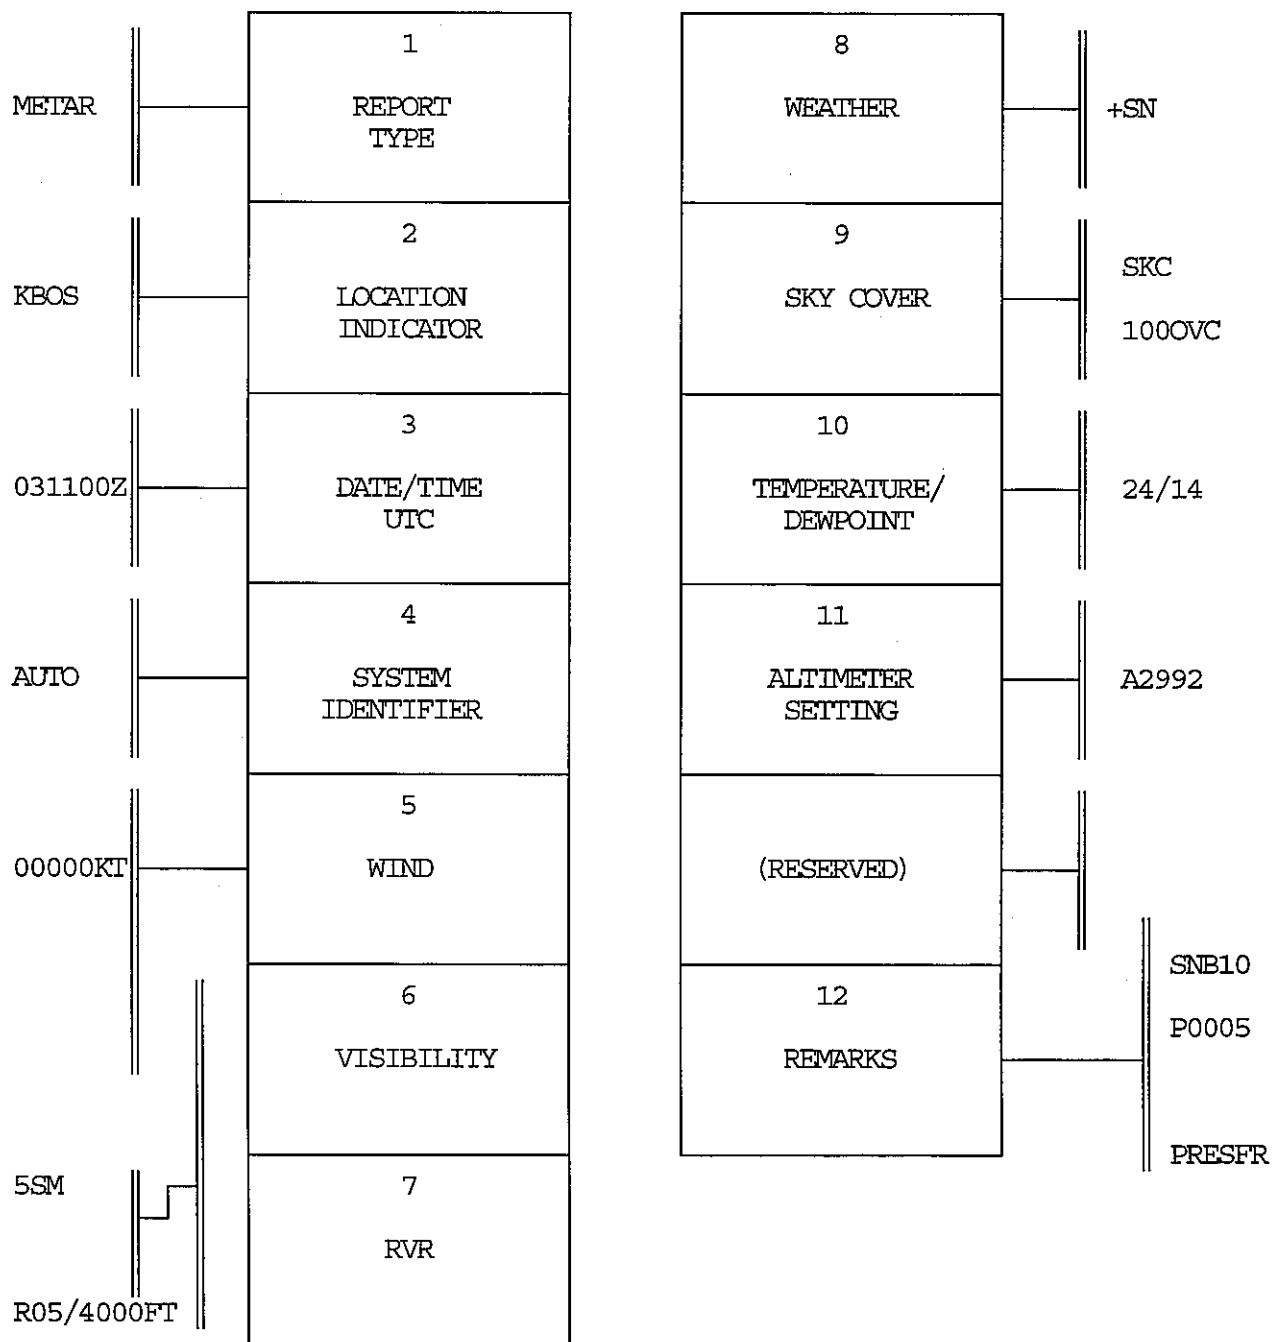 1
METAR
REPORT
TYPE
2
KBOS
LOCATION
INDICATOR
3
031100Z
DATE/TIME
UTC
4
AUTO
SYSTEM
IDENTIFIER
5
00000KT
WIND
6
VISIBILITY
5SM
7
RVR
R05/4000FT
8
WEATHER
+SN
9
SKY COVER
SKC
100OVC
10
TEMPERATURE/
DEWPOINT
24/14
11
ALTIMETER
SETTING
A2992
(RESERVED)
12
REMARKS
SNB10
P0005
PRESFR